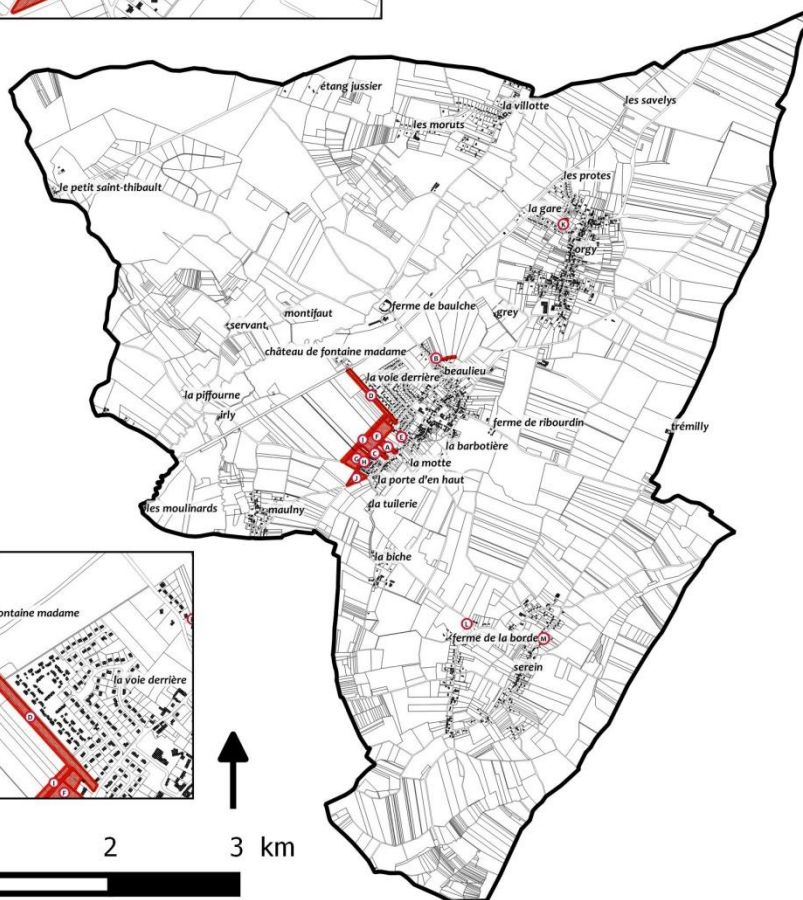 étang jussier
la villotte
les savelys
les moruts
les protes
le petit saint-thibault
la gare
K
orgy
montifaut
ferme de baulche
grey
servant
château de fontaine madame
B
beaulieu
la voie derrière
la piffourne
D
irly
ferme de ribourdin
trémilly
I
F
E
la barbotière
A
C
G
H
la motte
J
la porte d'en haut
les moulinards
maulny
la tuilerie
la biche
L
ferme de la borde
M
serein
ontaine madame
la voie derrière
D
I
F
2
3 km